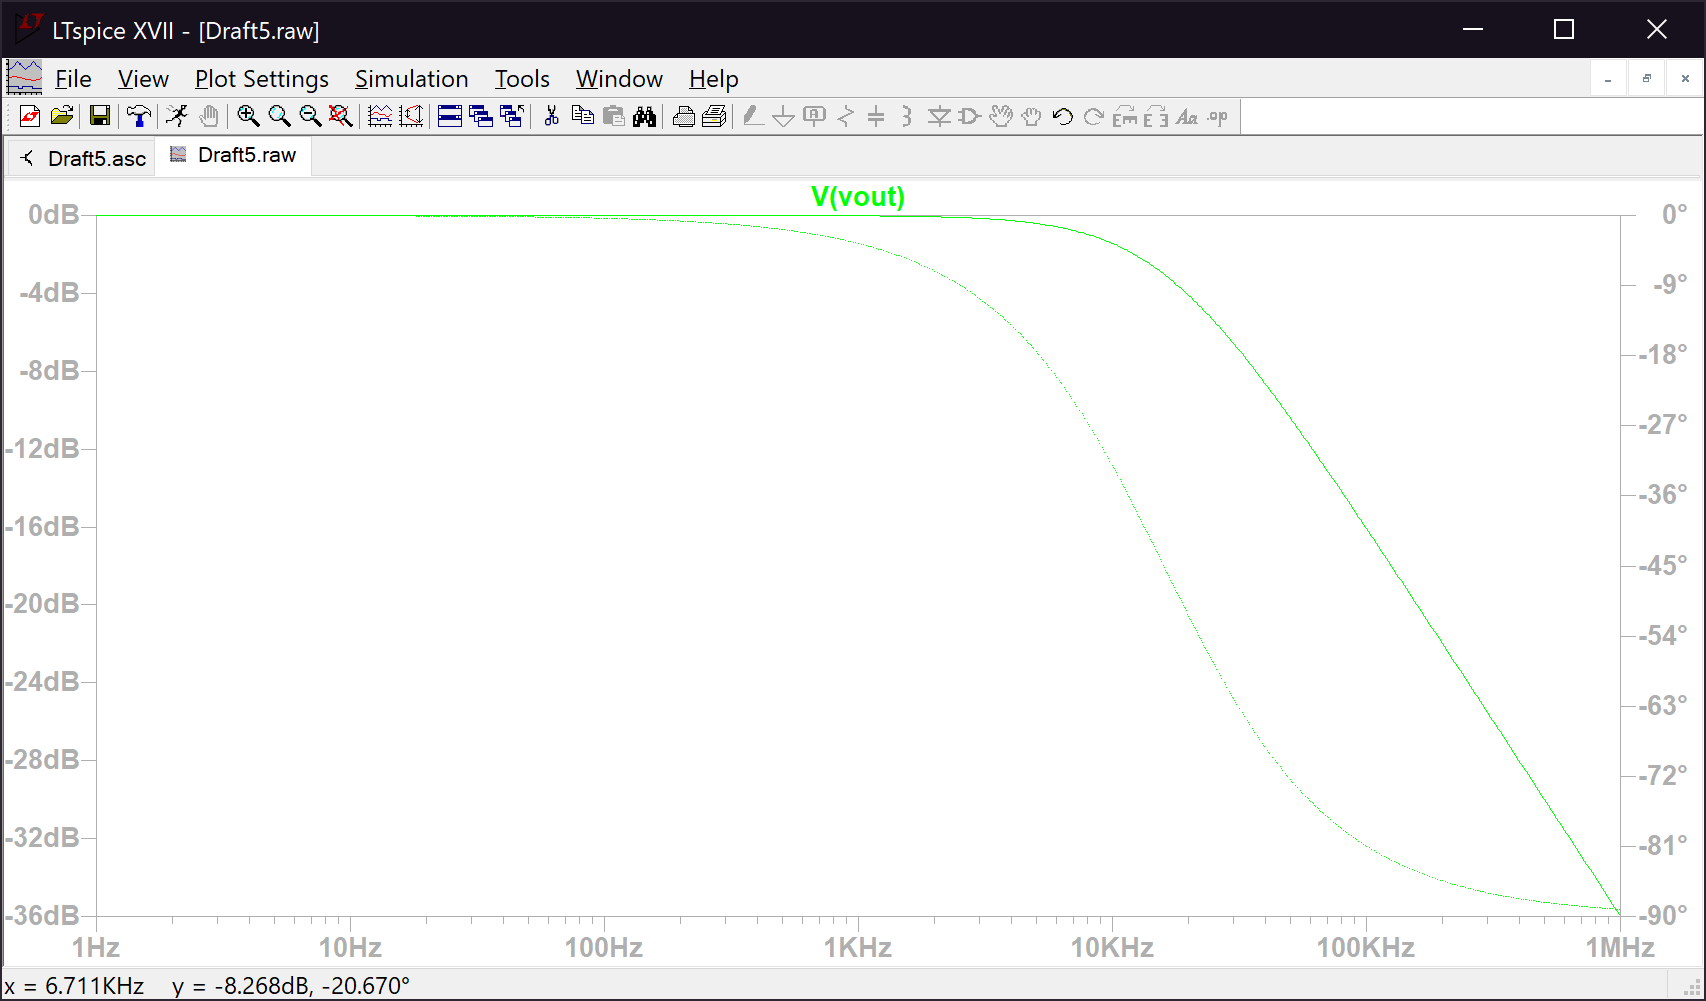 LTspice XVII - [Draft5.raw]
File View Plot Settings Simulation Tools Window Help
Draft5.asc Draft5.raw
V(vout)
0dB 0°
-4dB -9°
-8dB -18°
-12dB -27°
-16dB -36°
-20dB -45°
-24dB -54°
-28dB -63°
-32dB -72°
-36dB -81°
-90°
1Hz 10Hz 100Hz 1KHz 10KHz 100KHz 1MHz
x = 6.711KHz y = -8.268dB, -20.670°